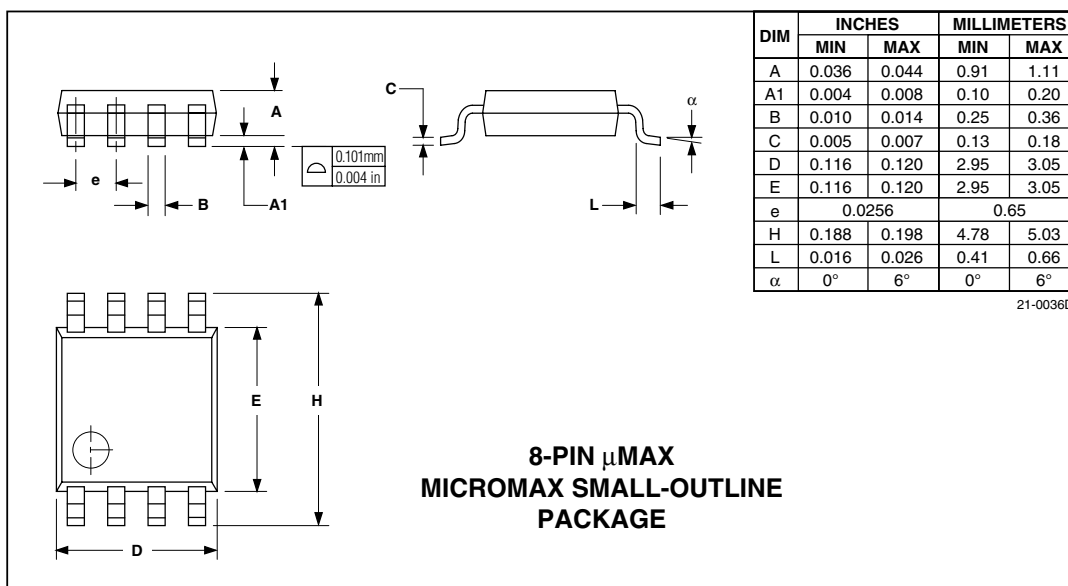 DIM INCHES MILLIMETERS
MIN MAX MIN MAX
A 0.036 0.044 0.91 1.11
A1 0.004 0.008 0.10 0.20
B 0.010 0.014 0.25 0.36
C 0.005 0.007 0.13 0.18
D 0.116 0.120 2.95 3.05
E 0.116 0.120 2.95 3.05
e 0.0256 0.65
H 0.188 0.198 4.78 5.03
L 0.016 0.026 0.41 0.66
α 0° 6° 0° 6°
21-0036D
A
e
B
A1
0.101mm
0.004 in
C
α
L
E
H
D
8-PIN μMAX
MICROMAX SMALL-OUTLINE
PACKAGE